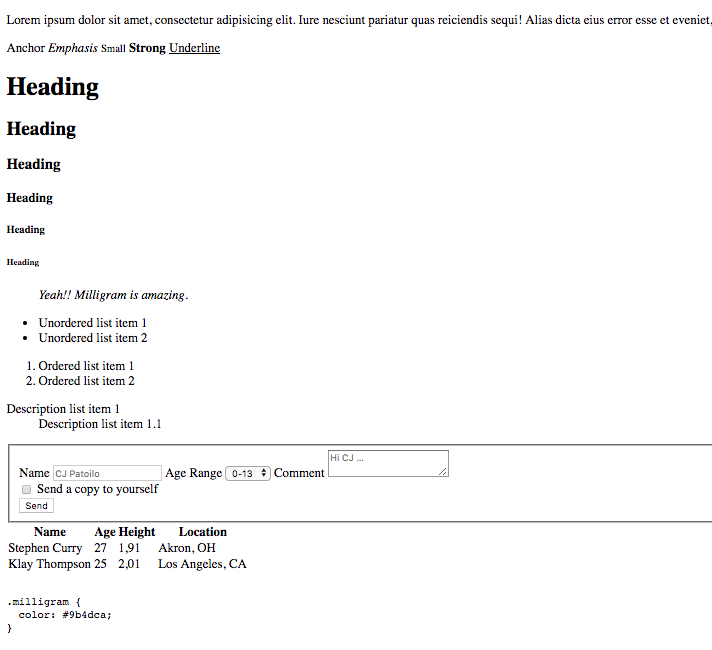 Lorem ipsum dolor sit amet, consectetur adipisicing elit. Iure nesciunt pariatur quas reiciendis sequi! Alias dicta eius error esse et eveniet,
Anchor Emphasis Small Strong Underline
Heading
Heading
Heading
Heading
Heading
Heading
Yeah!! Milligram is amazing.
• Unordered list item 1
• Unordered list item 2
1. Ordered list item 1
2. Ordered list item 2
Description list item 1
Description list item 1.1
Hi CJ ...
Name CJ Patoilo Age Range 0-13 Comment
Send a copy to yourself
Send
Name Age Height Location
Stephen Curry 27 1,91 Akron, OH
Klay Thompson 25 2,01 Los Angeles, CA
.milligram {
color: #9b4dca;
}